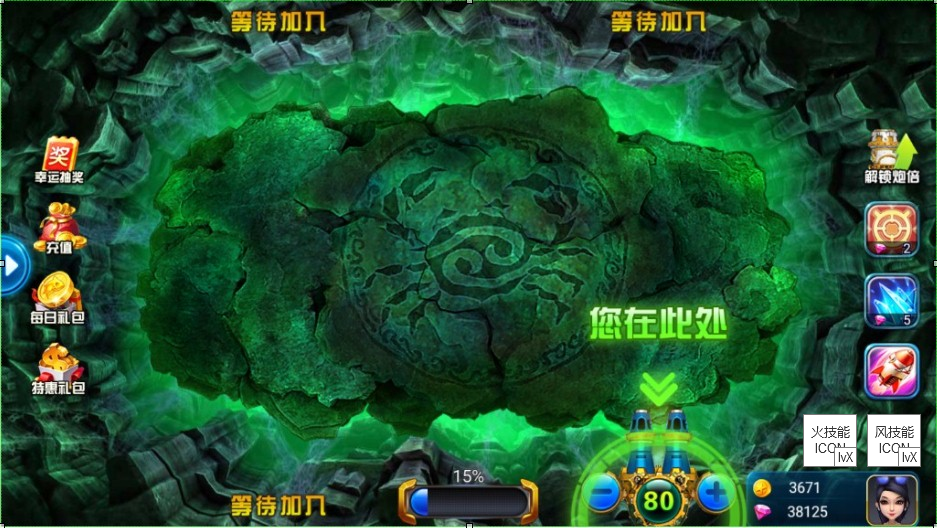 等待加入
等待加入
奖
幸运抽奖
充值
每日礼包
特惠礼包
解锁炮倍
2
5
您在此处
火技能
ICON
lvX
风技能
ICON
lvX
15%
等待加入
80
3671
38125